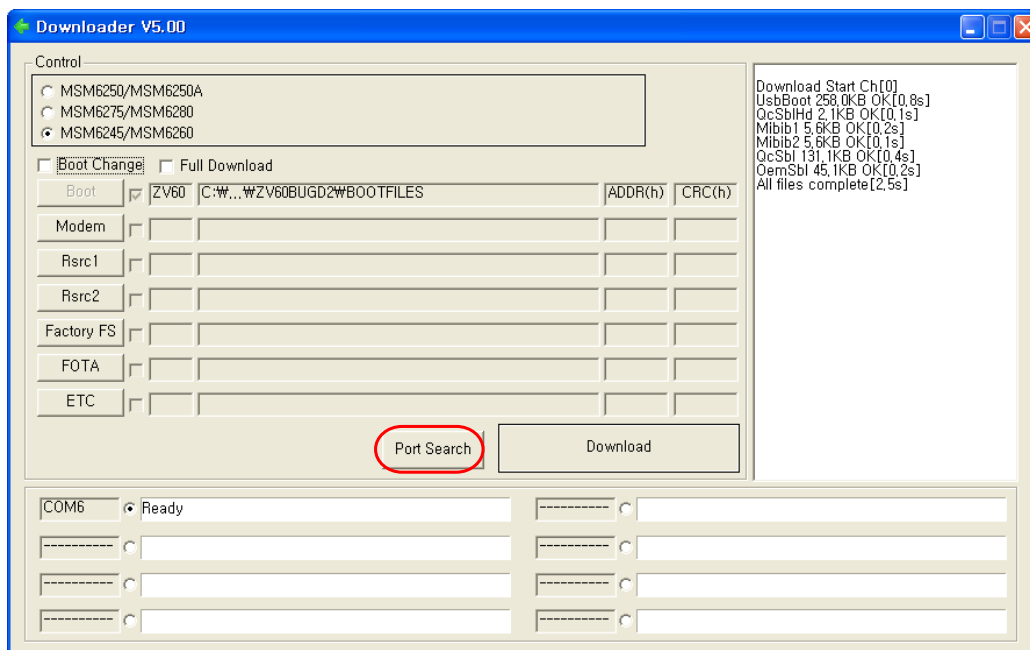 Downloader V5.00
Control
MSM6250/MSM6250A
MSM6275/MSM6280
MSM6245/MSM6260
Boot Change Full Download
Boot ZV60 C:₩...₩ZV60BUGD2₩BOOTFILES ADDR(h) CRC(h)
Modem
Rsrc1
Rsrc2
Factory FS
FOTA
ETC
Port Search Download
Download Start Ch[0]
UsbBoot 258,0KB OK[0,8s]
QcSblHd 2,1KB OK[0,1s]
Mibib1 5,6KB OK[0,2s]
Mibib2 5,6KB OK[0,1s]
QcSbl 131,1KB OK[0,4s]
OemSbl 45,1KB OK[0,2s]
All files complete[2,5s]
COM6 Ready ----------
---------- ----------
---------- ----------
---------- ----------